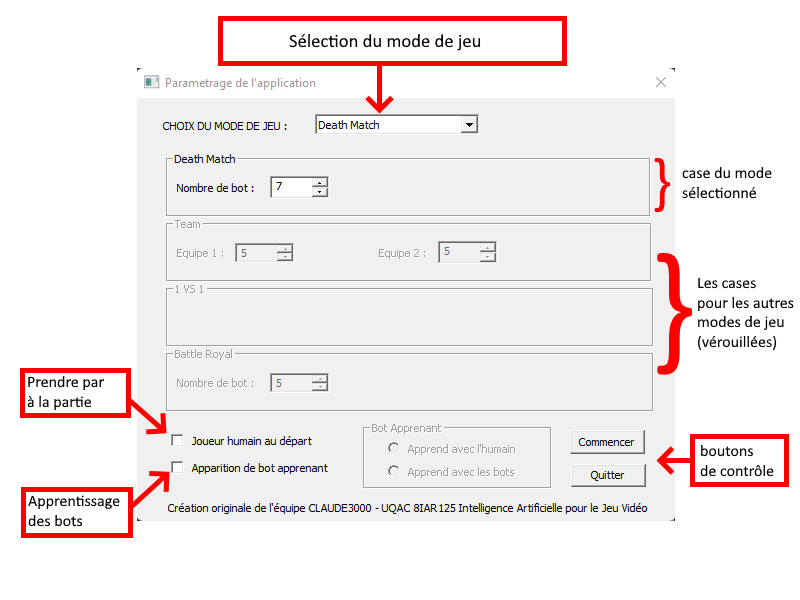 Sélection du mode de jeu
Parametrage de l'application
CHOIX DU MODE DE JEU :
Death Match
Death Match
Nombre de bot :
7
case du mode
sélectionné
Team
Equipe 1 :
5
Equipe 2 :
5
1 VS 1
Les cases
pour les autres
modes de jeu
(vérouillées)
Battle Royal
Nombre de bot :
5
Prendre par
à la partie
Joueur humain au départ
Apparition de bot apprenant
Bot Apprenant
Apprend avec l'humain
Apprend avec les bots
Commencer
Quitter
boutons
de contrôle
Apprentissage
des bots
Création originale de l'équipe CLAUDE3000 - UQAC 8IAR125 Intelligence Artificielle pour le Jeu Vidéo